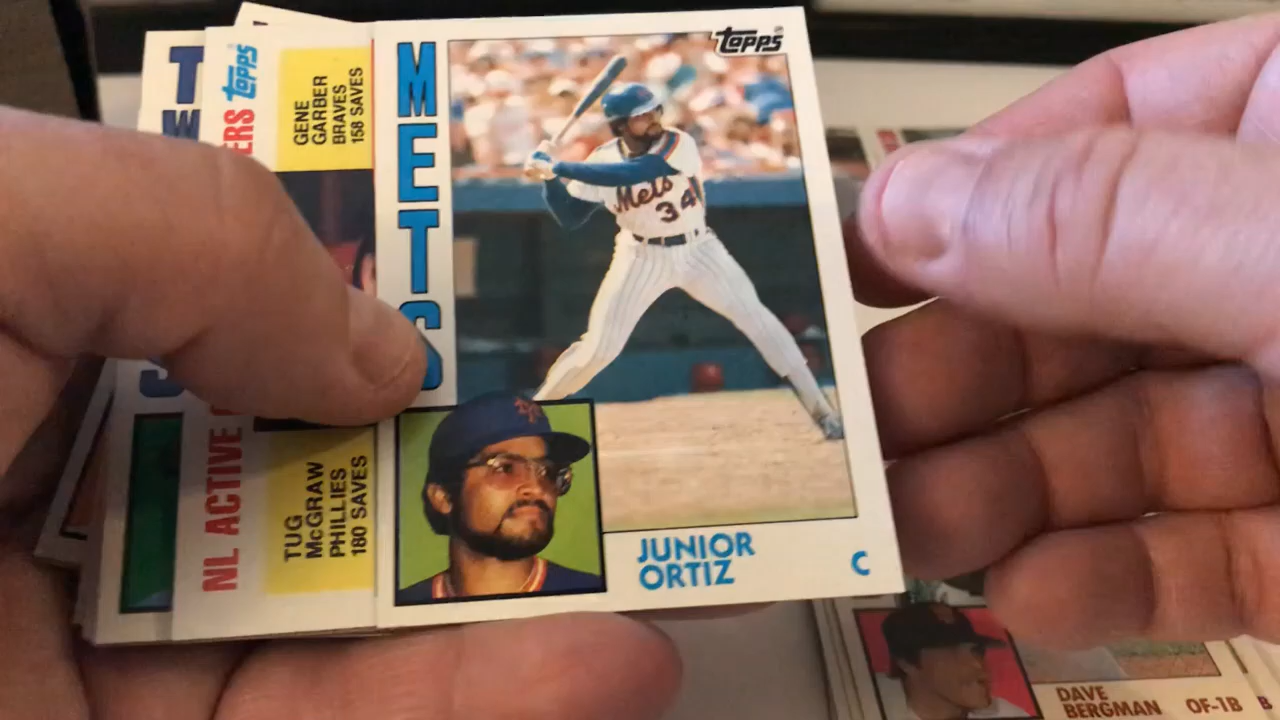 METS
Topps
Mets
34
JUNIOR
ORTIZ
C
Topps
ERS
GENE
GARBER
BRAVES
158 SAVES
NL ACTIVE
TUG
McGRAW
PHILLIES
180 SAVES
T
W
DAVE
BERGMAN
OF-1B
B